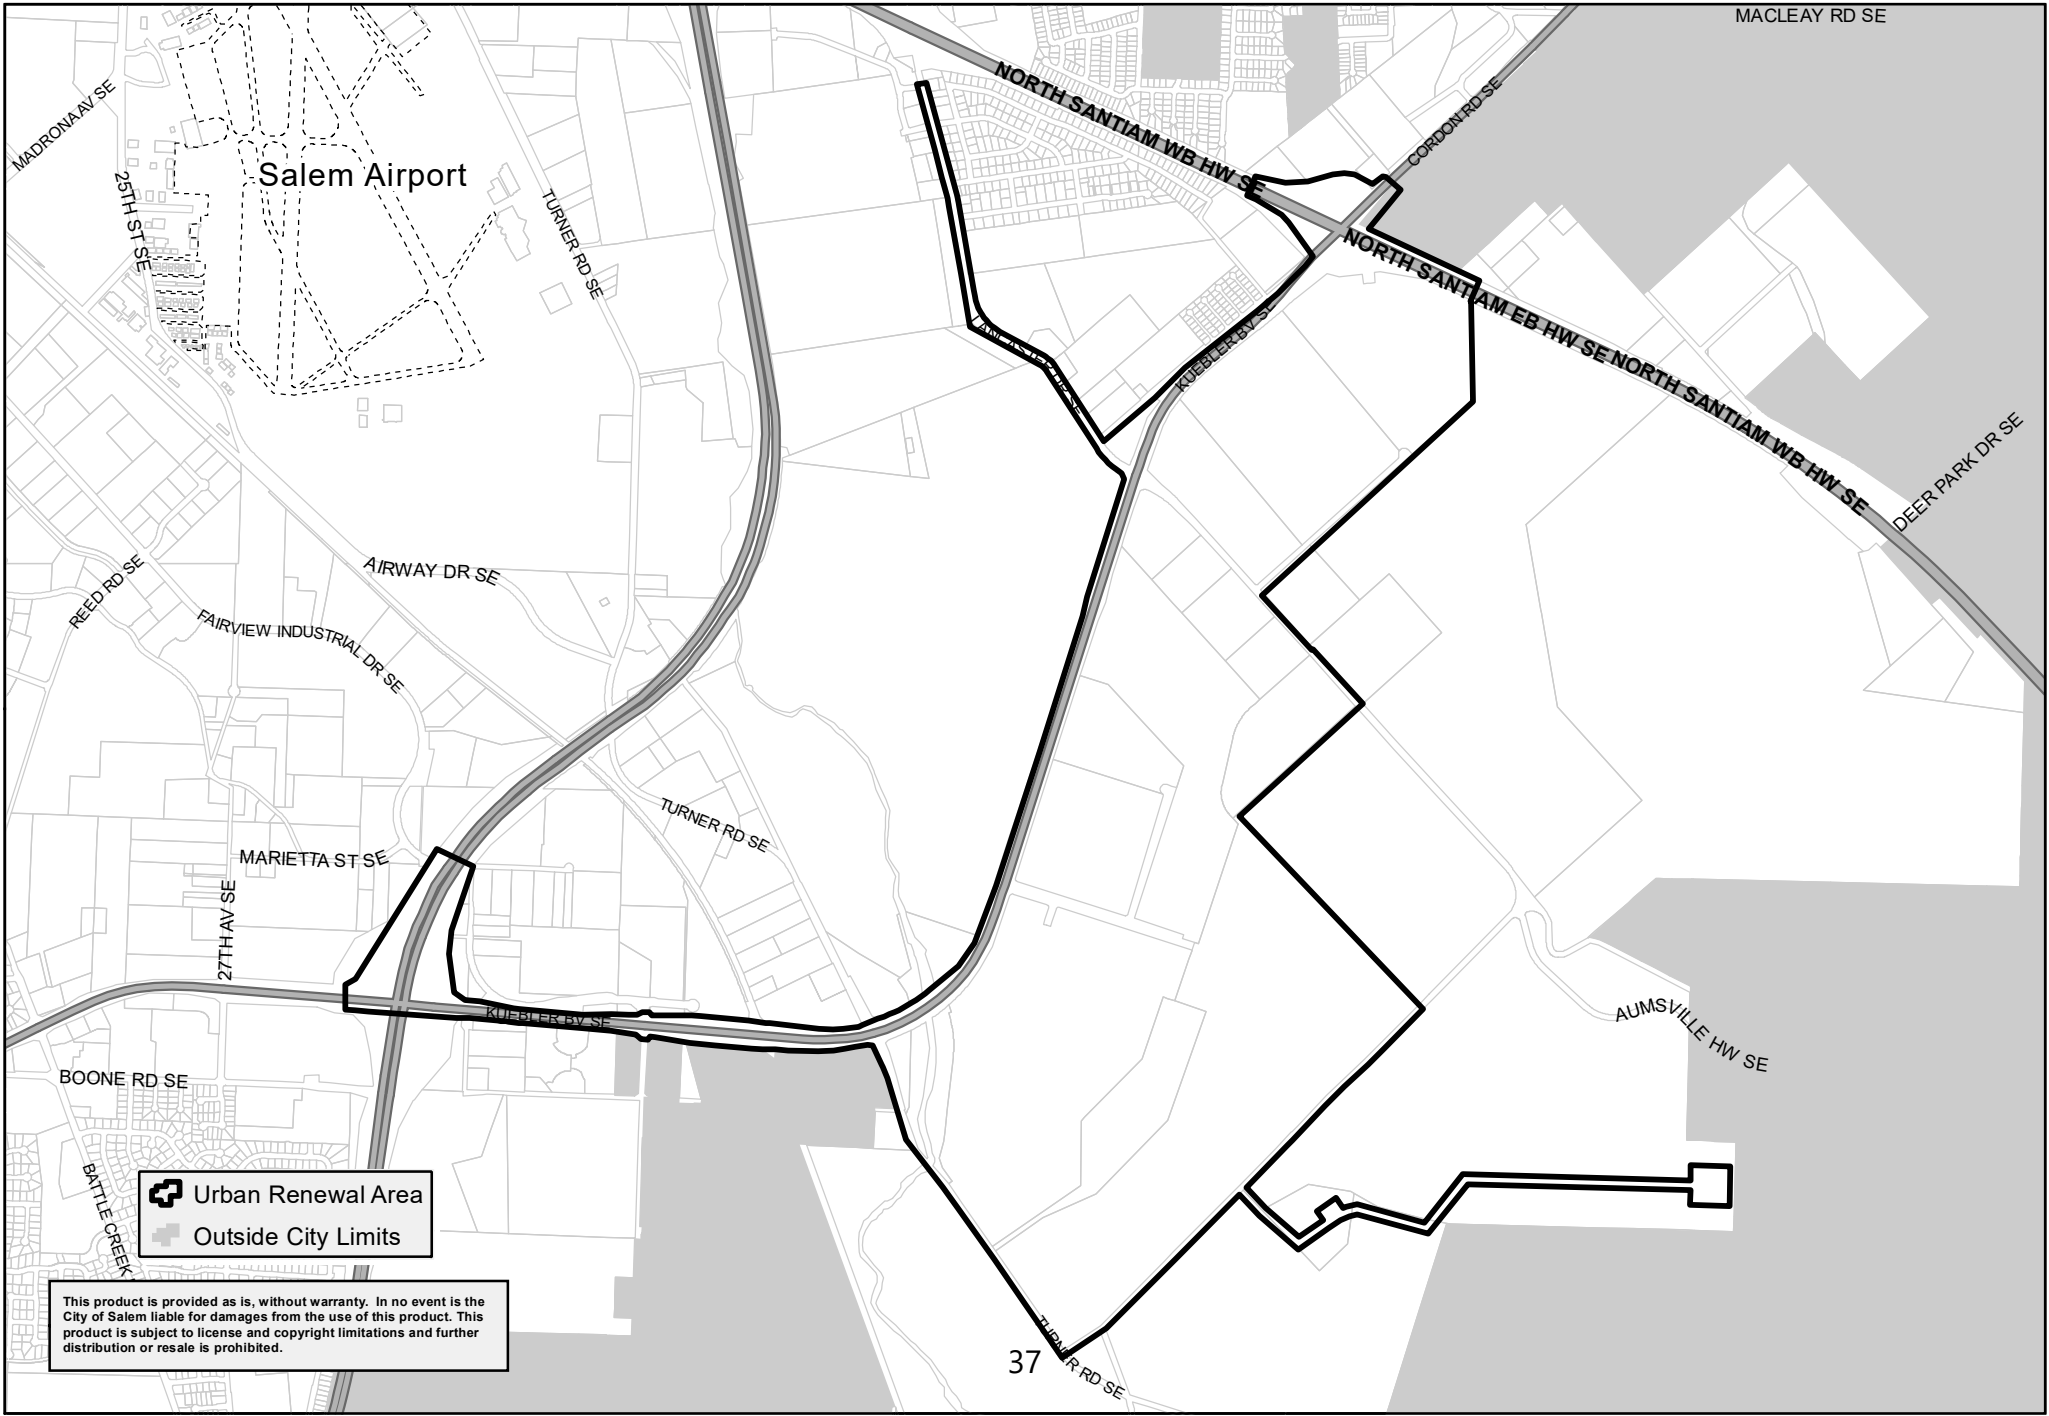 MACLEAY RD SE
NORTH SANTIAM WB HW SE
CORDON RD SE
MADRONA AV SE
Salem Airport
25TH ST SE
TURNER RD SE
NORTH SANTIAM EB HW SE
NORTH SANTIAM WB HW SE
LANCASTER DR SE
KUEBLER BV SE
DEER PARK DR SE
AIRWAY DR SE
REED RD SE
FAIRVIEW INDUSTRIAL DR SE
TURNER RD SE
MARIETTA ST SE
27TH AV SE
KUEBLER BV SE
AUMSVILLE HW SE
BOONE RD SE
BATTLE CREEK
Urban Renewal Area
Outside City Limits
This product is provided as is, without warranty. In no event is the
City of Salem liable for damages from the use of this product. This
product is subject to license and copyright limitations and further
distribution or resale is prohibited.
37
TURNER RD SE